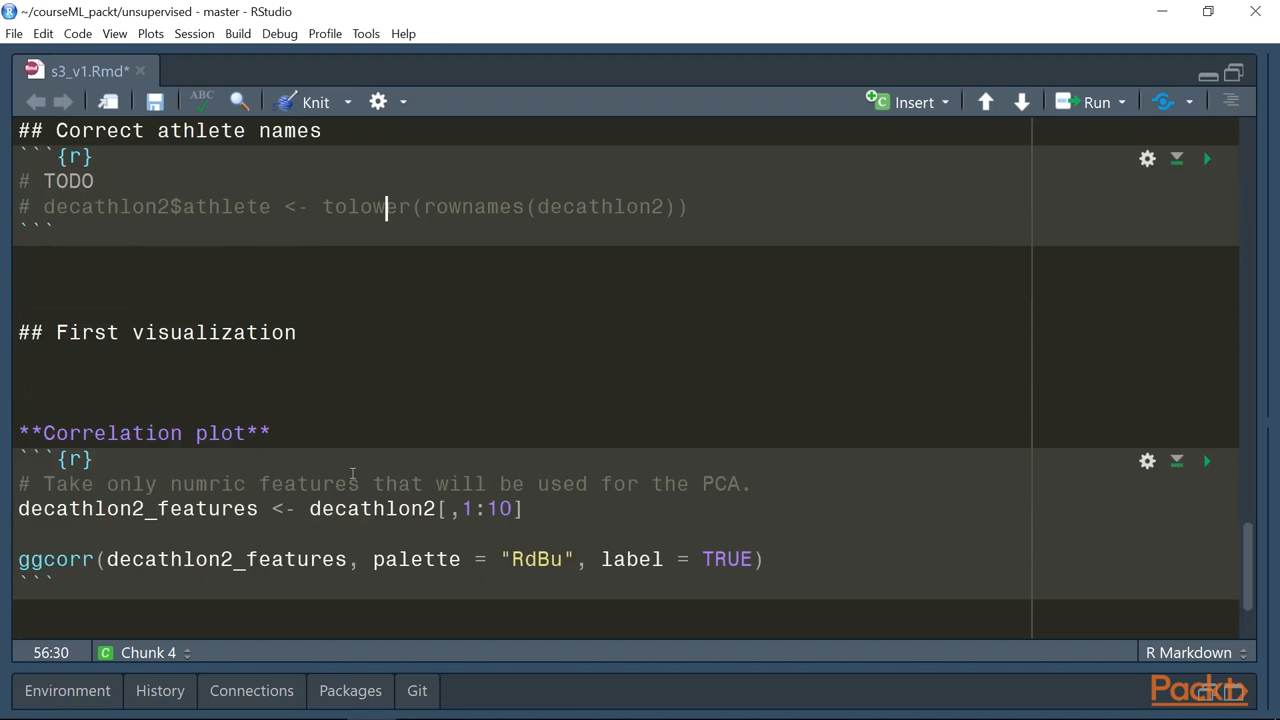 ~/courseML_packt/unsupervised - master - RStudio
File Edit Code View Plots Session Build Debug Profile Tools Help
s3_v1.Rmd*
ABC Knit Insert Run
## Correct athlete names
```{r}
# TODO
# decathlon2$athlete <- tolower(rownames(decathlon2))
```
## First visualization
**Correlation plot**
```{r}
# Take only numric features that will be used for the PCA.
decathlon2_features <- decathlon2[,1:10]
ggcorr(decathlon2_features, palette = "RdBu", label = TRUE)
```
56:30 C Chunk 4 R Markdown
Environment History Connections Packages Git
Packt